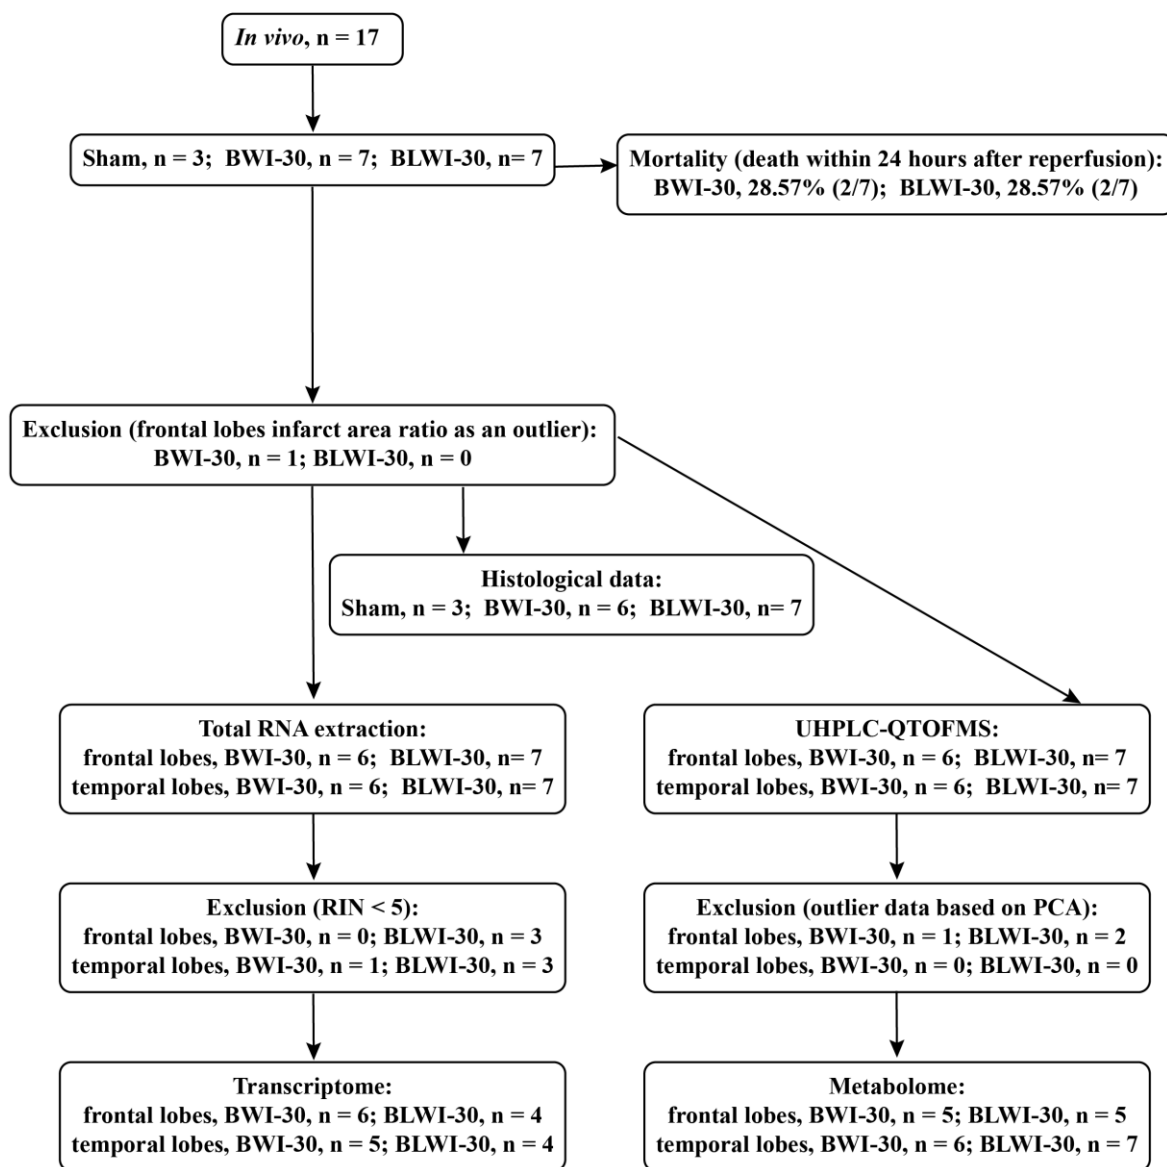 In vivo, n = 17
Sham, n = 3; BWI-30, n = 7; BLWI-30, n= 7
Mortality (death within 24 hours after reperfusion):
BWI-30, 28.57% (2/7); BLWI-30, 28.57% (2/7)
Exclusion (frontal lobes infarct area ratio as an outlier):
BWI-30, n = 1; BLWI-30, n = 0
Histological data:
Sham, n = 3; BWI-30, n = 6; BLWI-30, n= 7
Total RNA extraction:
frontal lobes, BWI-30, n = 6; BLWI-30, n = 7
temporal lobes, BWI-30, n = 6; BLWI-30, n= 7
UHPLC-QTOFMS:
frontal lobes, BWI-30, n = 6; BLWI-30, n = 7
temporal lobes, BWI-30, n = 6; BLWI-30, n= 7
Exclusion (RIN < 5):
frontal lobes, BWI-30, n = 0; BLWI-30, n = 3
temporal lobes, BWI-30, n = 1; BLWI-30, n = 3
Exclusion (outlier data based on PCA):
frontal lobes, BWI-30, n = 1; BLWI-30, n = 2
temporal lobes, BWI-30, n = 0; BLWI-30, n = 0
Transcriptome:
frontal lobes, BWI-30, n = 6; BLWI-30, n = 4
temporal lobes, BWI-30, n = 5; BLWI-30, n = 4
Metabolome:
frontal lobes, BWI-30, n = 5; BLWI-30, n = 5
temporal lobes, BWI-30, n = 6; BLWI-30, n = 7